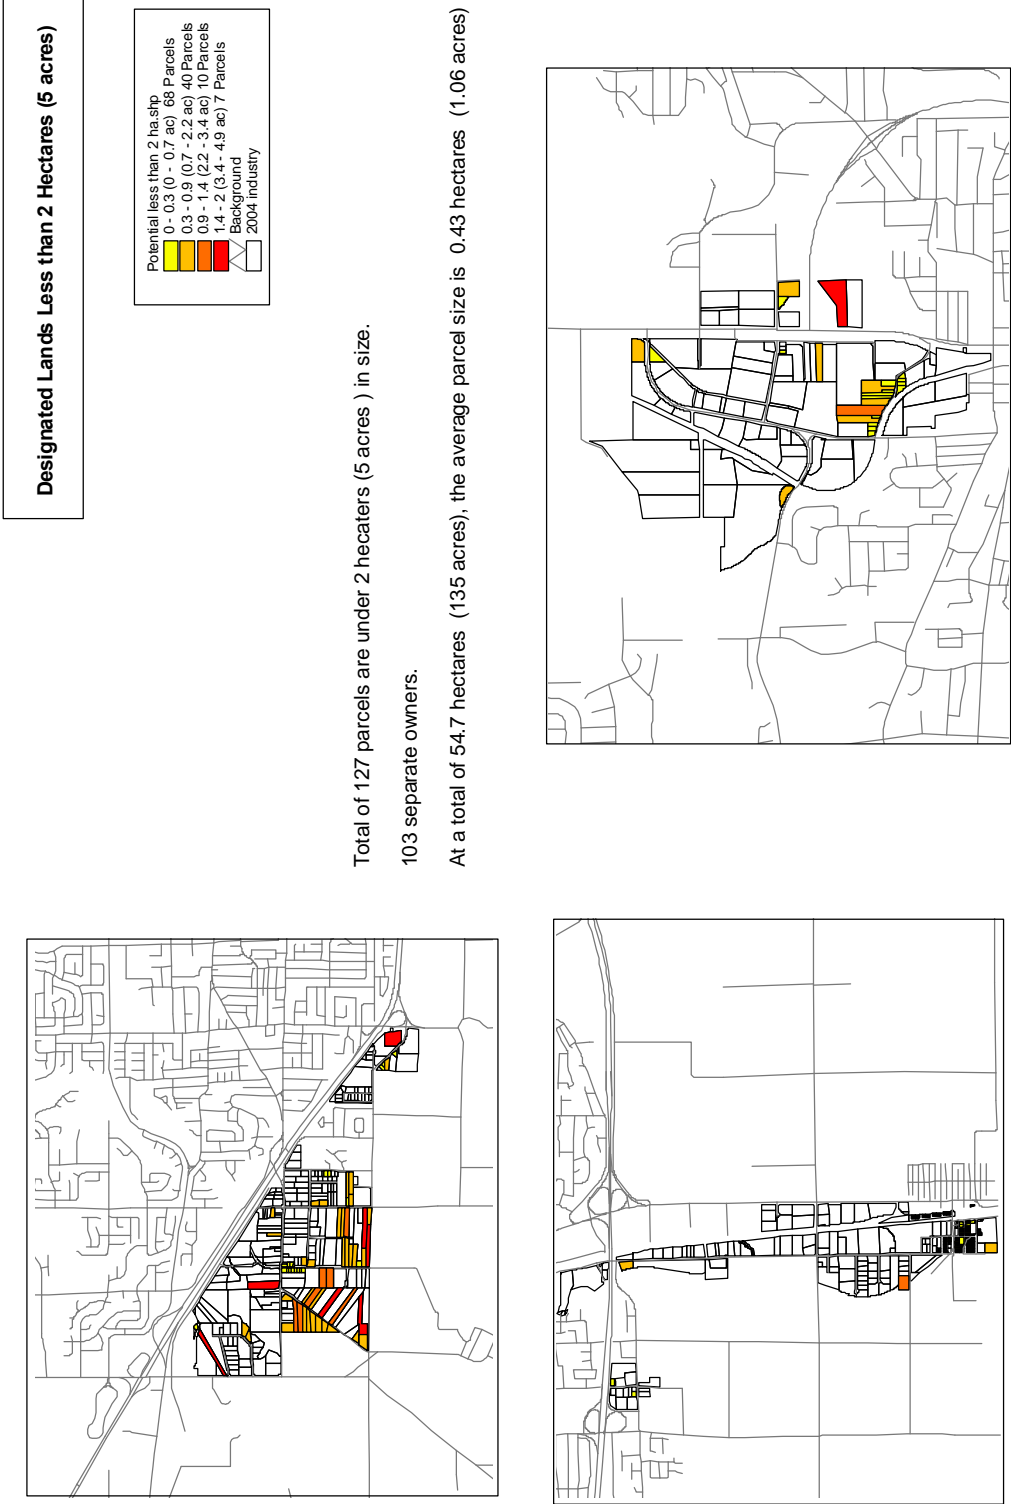 Designated Lands Less than 2 Hectares (5 acres)
Potential less than 2 ha.shp
0 - 0.3 (0 - 0.7 ac) 68 Parcels
0.3 - 0.9 (0.7 - 2.2 ac) 40 Parcels
0.9 - 1.4 (2.2 - 3.4 ac) 10 Parcels
1.4 - 2 (3.4 - 4.9 ac) 7 Parcels
Background
2004 industry
Total of 127 parcels are under 2 hecaters (5 acres ) in size.
103 separate owners.
At a total of 54.7 hectares (135 acres), the average parcel size is 0.43 hectares (1.06 acres)